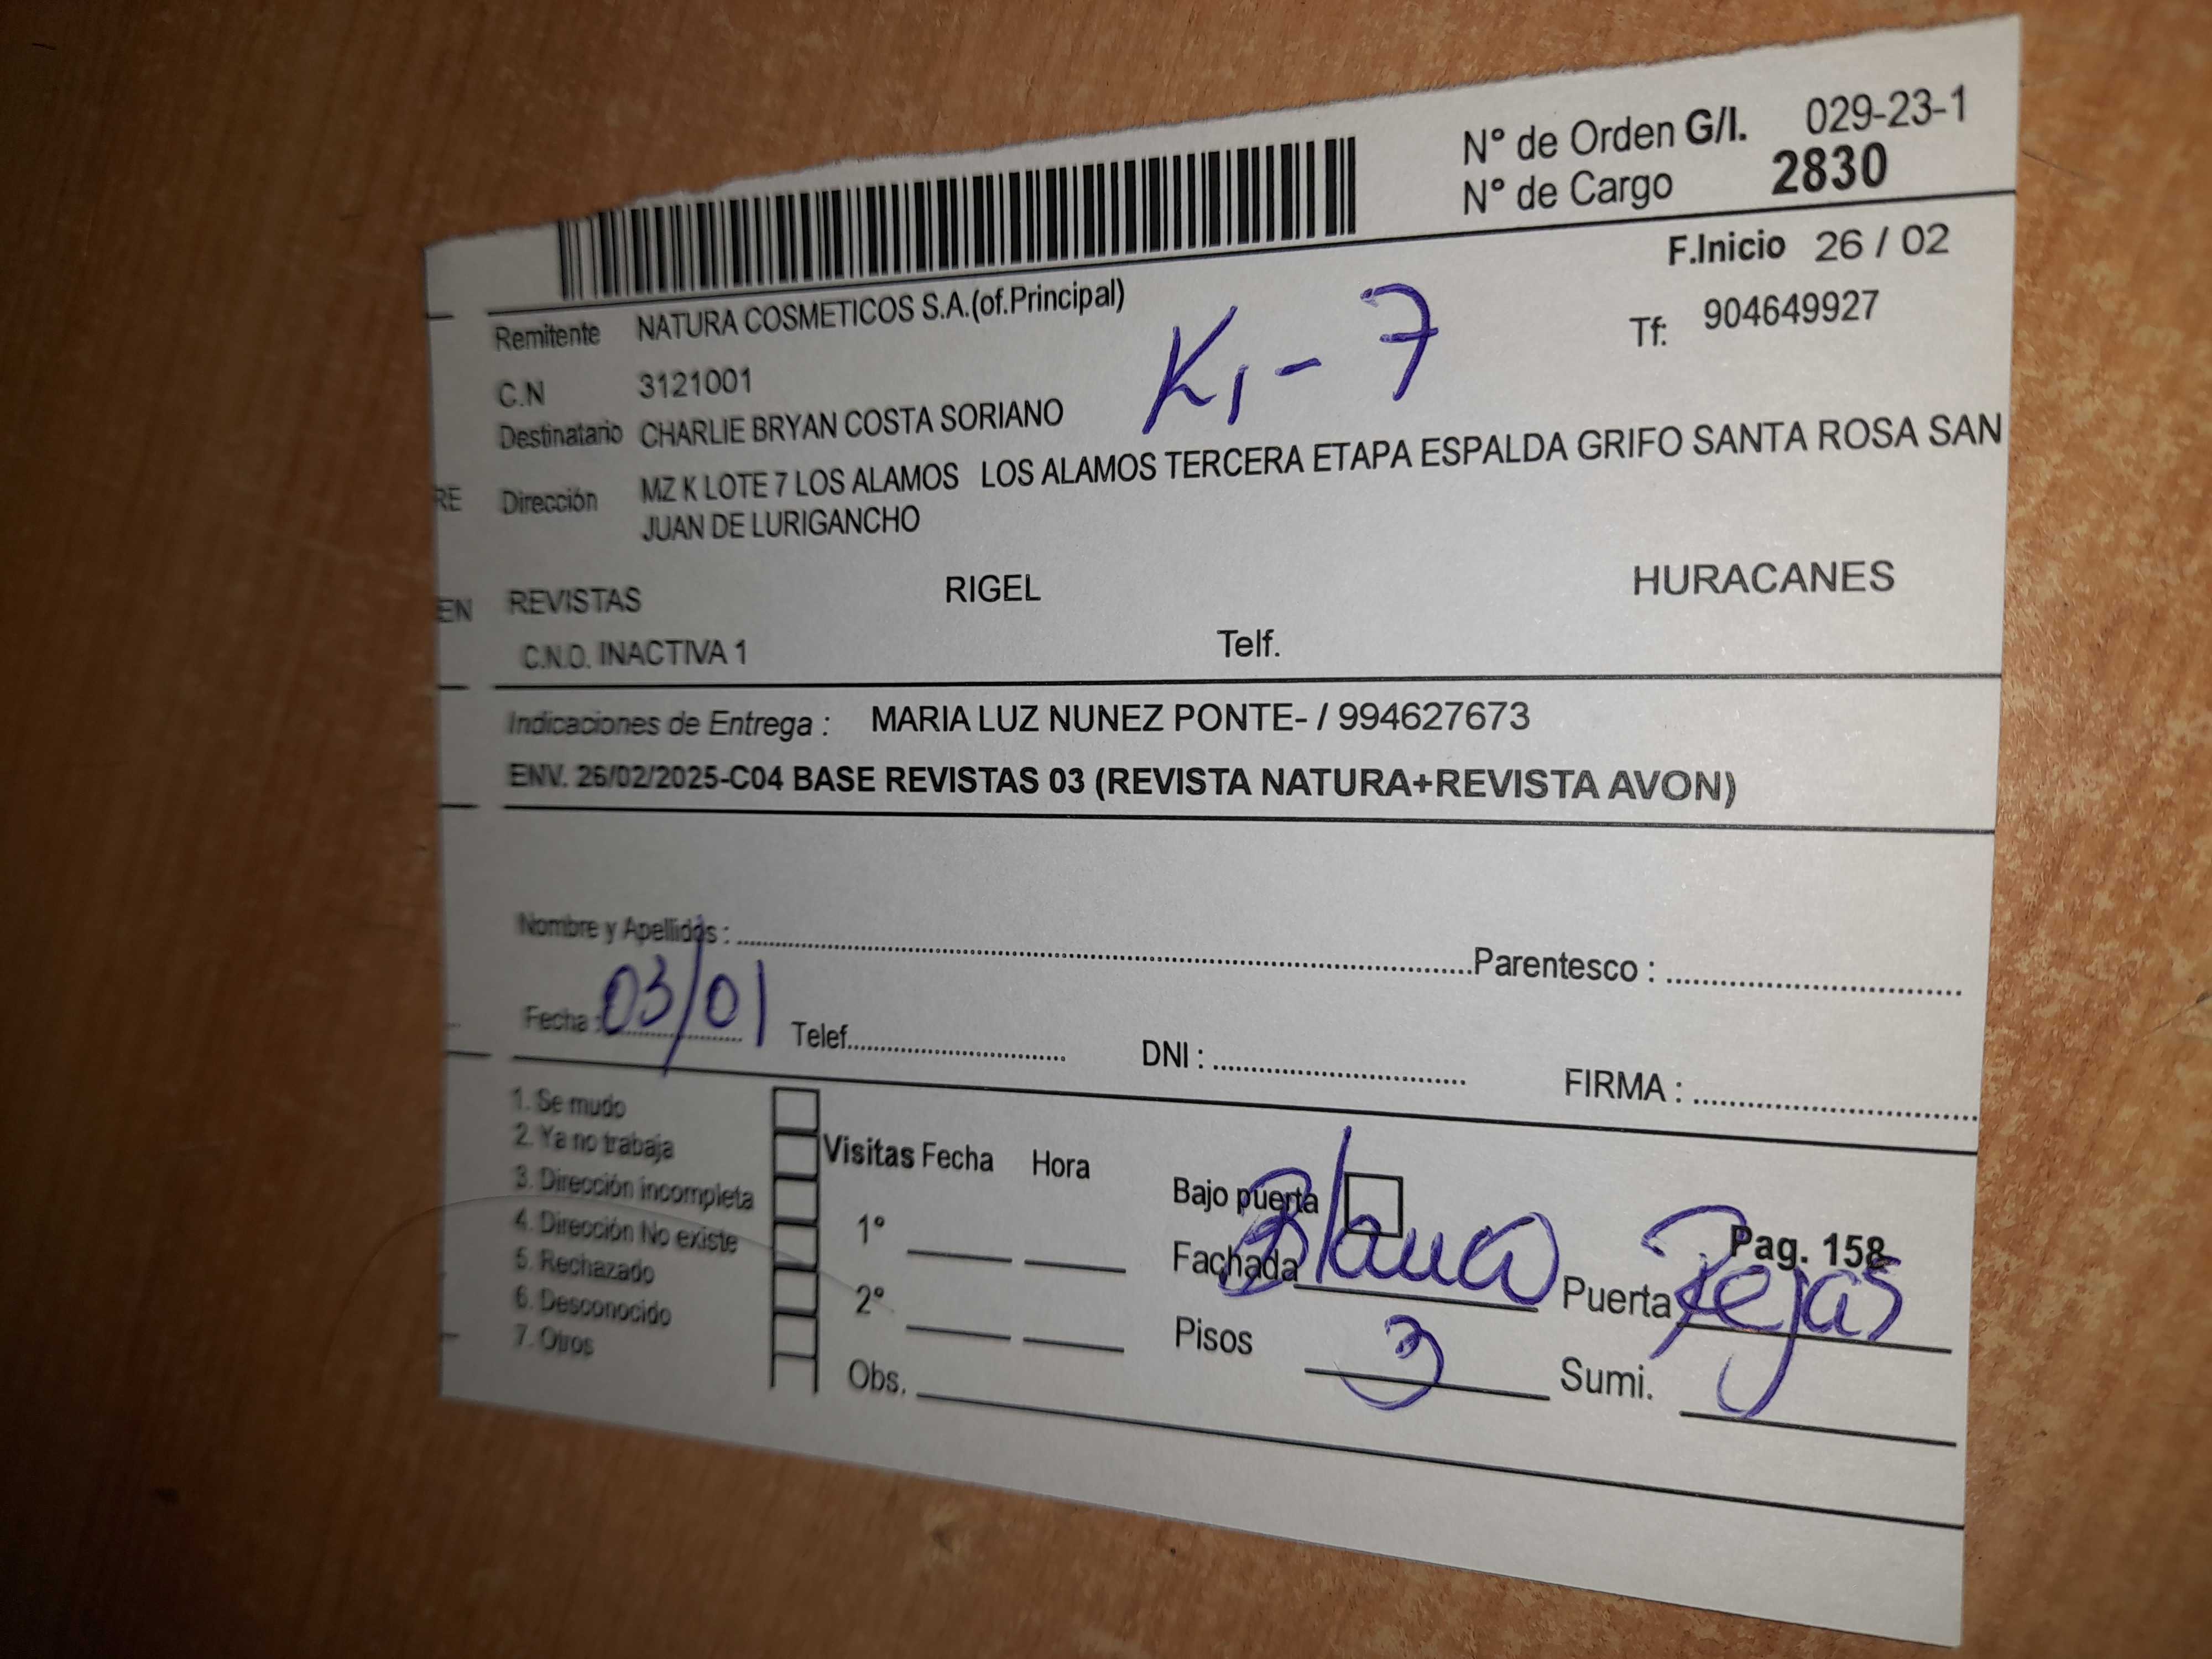 N° de Orden G/I. 029-23-1
N° de Cargo 2830
F.Inicio 26 / 02
Remitente NATURA COSMETICOS S.A.(of.Principal)
Tf: 904649927
C.N 3121001
K1-7
Destinatario CHARLIE BRYAN COSTA SORIANO
RE
Dirección MZ K LOTE 7 LOS ALAMOS LOS ALAMOS TERCERA ETAPA ESPALDA GRIFO SANTA ROSA SAN
JUAN DE LURIGANCHO
EN
REVISTAS RIGEL HURACANES
C.N.O. INACTIVA 1 Telf.
Indicaciones de Entrega : MARIA LUZ NUNEZ PONTE- / 994627673
ENV. 26/02/2025-C04 BASE REVISTAS 03 (REVISTA NATURA+REVISTA AVON)
Nombre y Apellidos : Parentesco :
Fecha : 03/01 Telef. DNI : FIRMA :
1. Se mudo
2. Ya no trabaja
3. Dirección incompleta
4. Dirección No existe
5. Rechazado
6. Desconocido
7. Otros
Visitas Fecha Hora
1°
2°
Obs.
Bajo puerta
Pag. 158
Fachada Blanca Puerta Rejas
Pisos 3 Sumi.